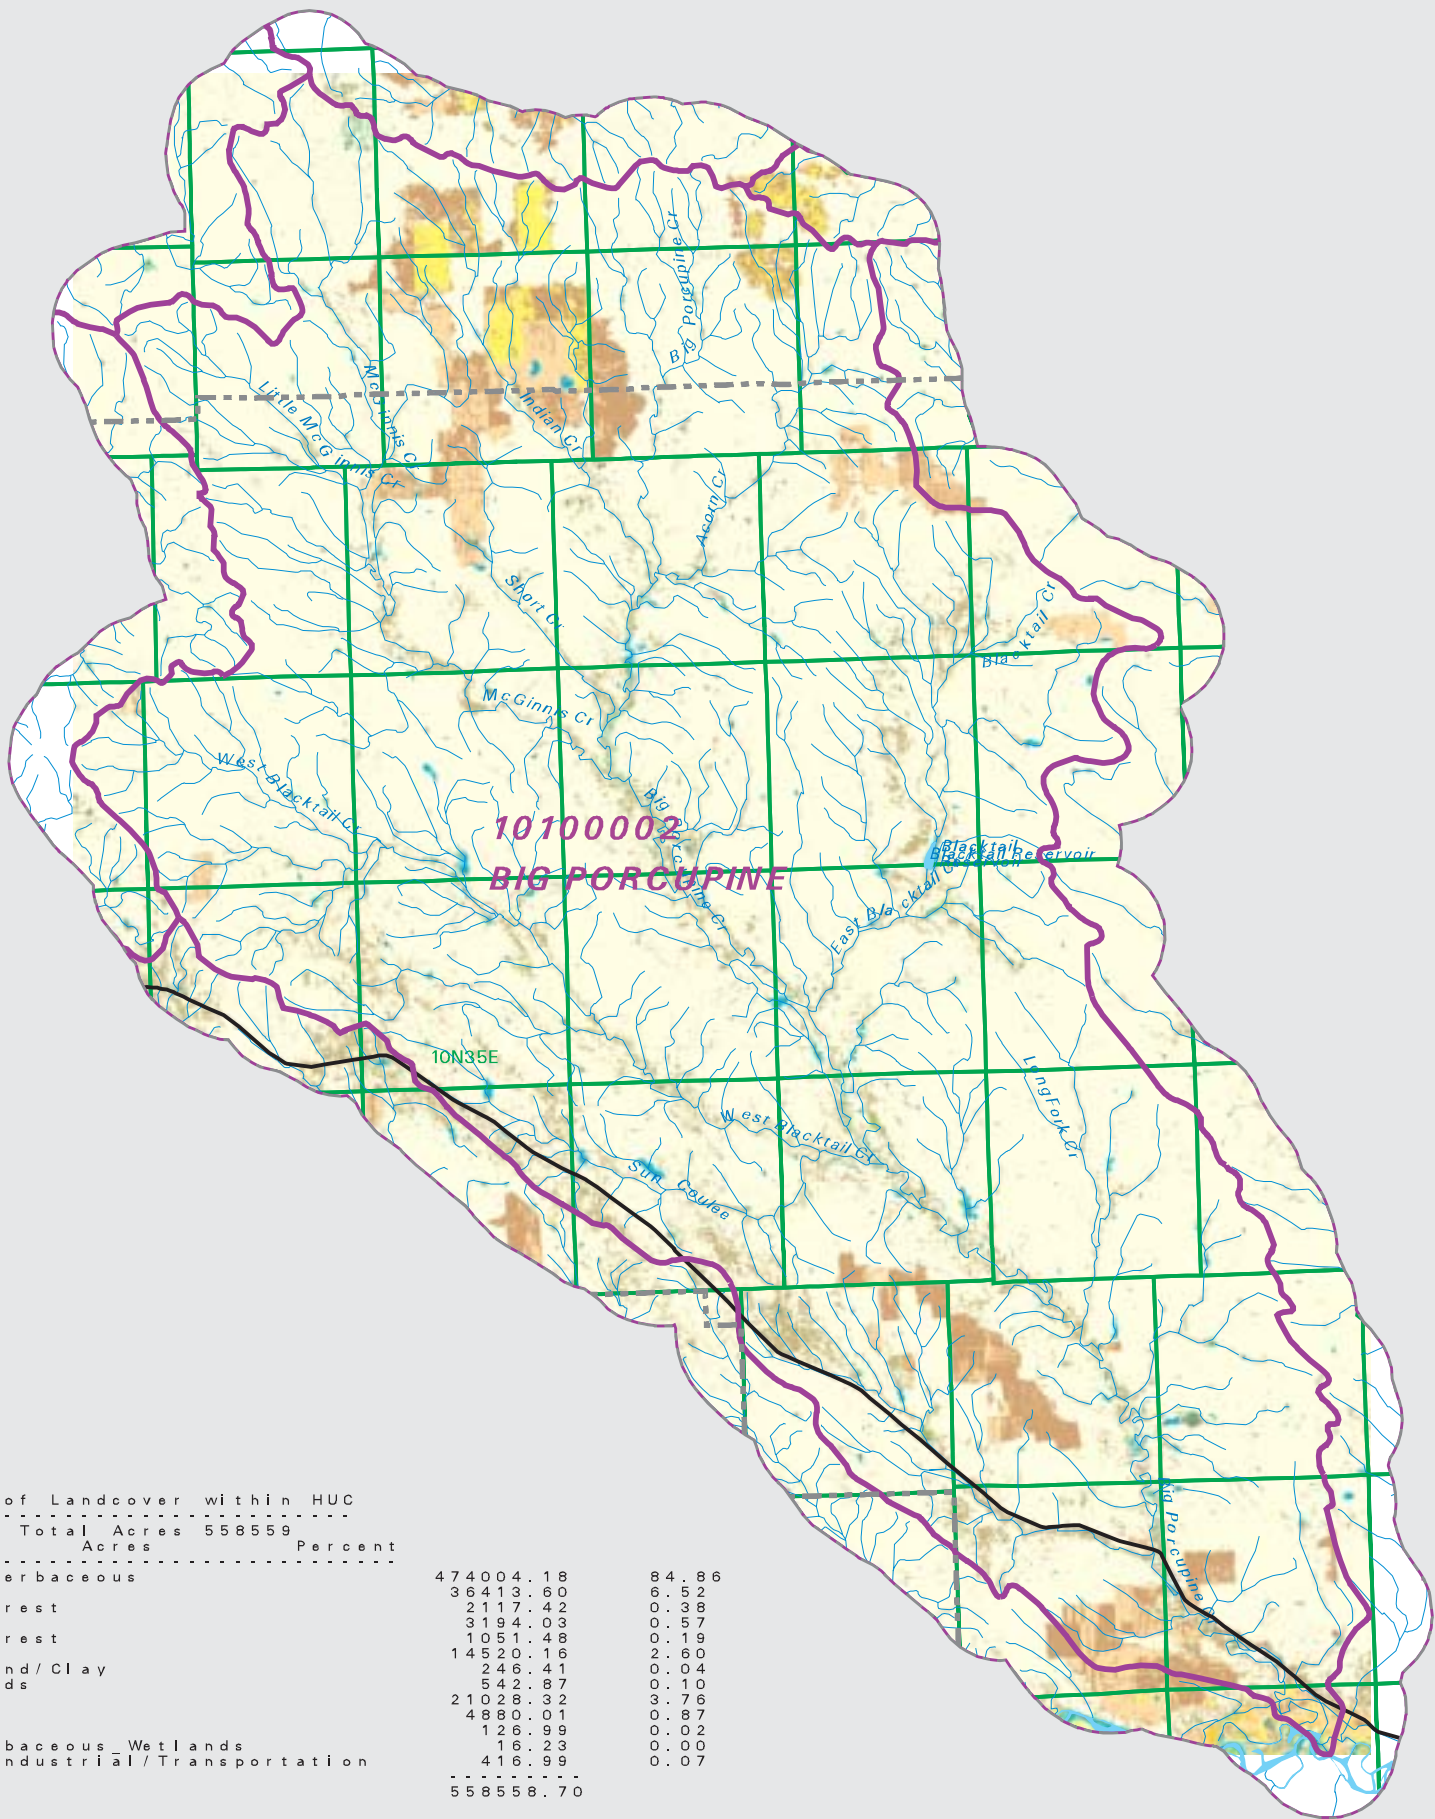 Big Porcupine Cr
McGinnis Cr
Little McGinnis Cr
Indian Cr
Acorn Cr
Short Cr
Blacktail Cr
McGinnis Cr
West Blacktail Cr
Big Porcupine Cr
10100002
BIG PORCUPINE
Blacktail
Blacktail Reservoir
Reservoir
East Blacktail Cr
10N35E
Long Fork Cr
West Blacktail Cr
Sun Coulee
Big Porcupine Cr
of Landcover within HUC
Total Acres 558559
Acres Percent
erbaceous 474004.18 84.86
36413.60 6.52
rest 2117.42 0.38
3194.03 0.57
rest 1051.48 0.19
14520.16 2.60
nd/Clay 246.41 0.04
ds 542.87 0.10
21028.32 3.76
4880.01 0.87
126.99 0.02
baceous_Wetlands 16.23 0.00
ndustrial/Transportation 416.99 0.07
558558.70